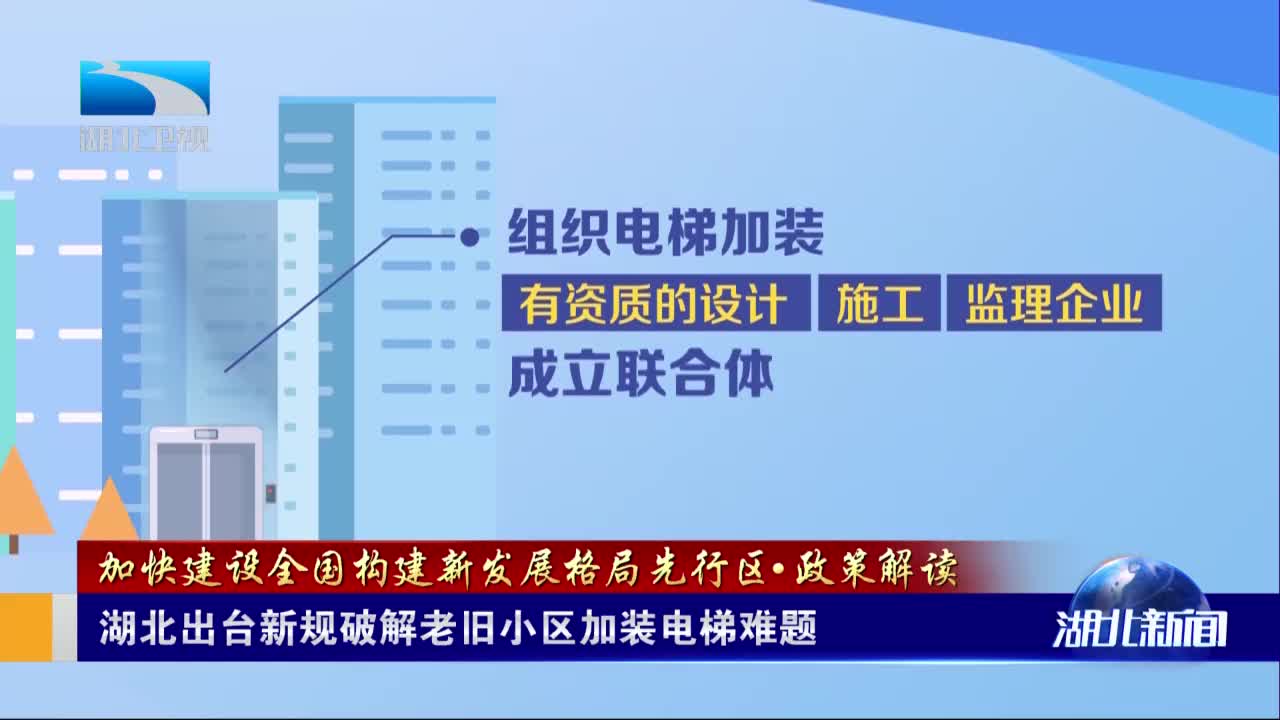 湖北卫视
组织电梯加装
有资质的设计 施工 监理企业
成立联合体
加快建设全国构建新发展格局先行区·政策解读
湖北出台新规破解老旧小区加装电梯难题
湖北新闻